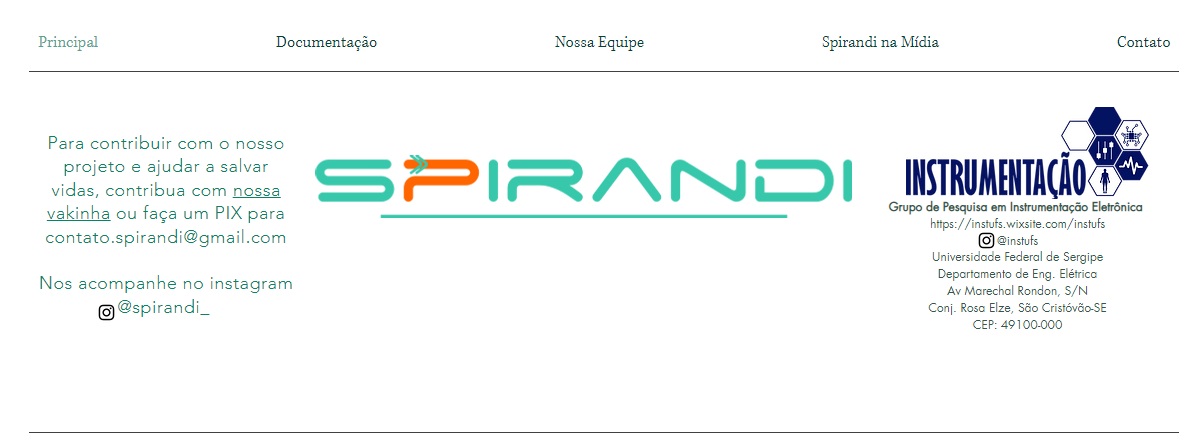 Principal
Documentação
Nossa Equipe
Spirandi na Mídia
Contato
Para contribuir com o nosso
projeto e ajudar a salvar
vidas, contribua com nossa
vakinha ou faça um PIX para
contato.spirandi@gmail.com
Nos acompanhe no instagram
@spirandi_
SPIRANDI
INSTRUMENTAÇÃO
Grupo de Pesquisa em Instrumentação Eletrônica
https://instufs.wixsite.com/instufs
@instufs
Universidade Federal de Sergipe
Departamento de Eng. Elétrica
Av Marechal Rondon, S/N
Conj. Rosa Elze, São Cristóvão-SE
CEP: 49100-000